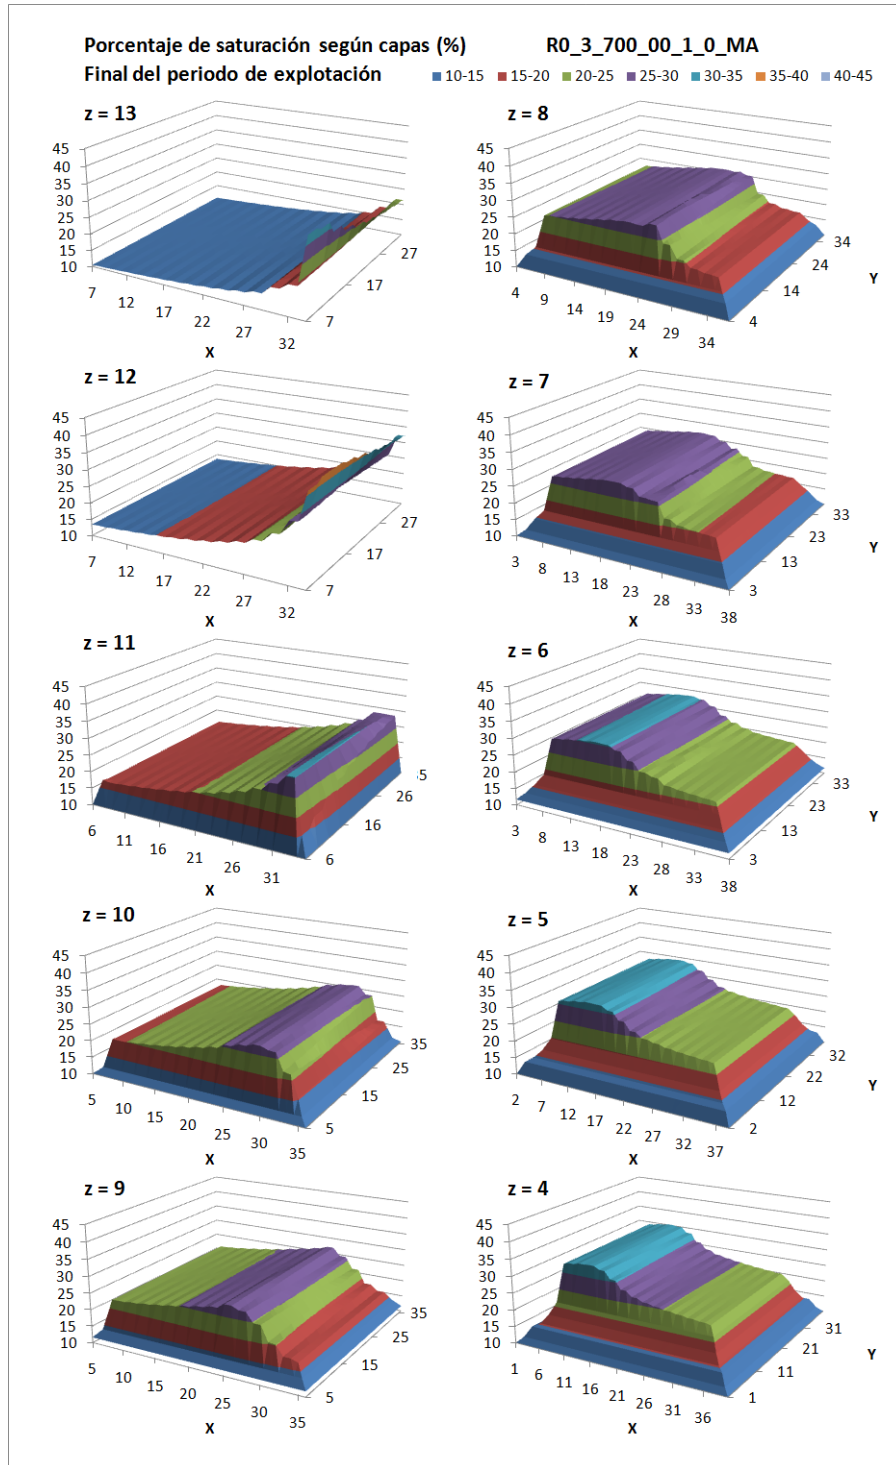 Porcentaje de saturación según capas (%) R0_3_700_00_1_0_MA
Final del periodo de explotación 10-15 15-20 20-25 25-30 30-35 35-40 40-45
z = 13
45
40
35
30
25
20
15
10
7 12 17 22 27 32
7 17 27
X
z = 8
45
40
35
30
25
20
15
10
4 9 14 19 24 29 34
4 14 24 34
X
Y
z = 12
45
40
35
30
25
20
15
10
7 12 17 22 27 32
7 17 27
X
z = 7
45
40
35
30
25
20
15
10
3 8 13 18 23 28 33 38
3 13 23 33
X
Y
z = 11
45
40
35
30
25
20
15
10
6 11 16 21 26 31
6 16 26 5
X
z = 6
45
40
35
30
25
20
15
10
3 8 13 18 23 28 33 38
3 13 23 33
X
Y
z = 10
45
40
35
30
25
20
15
10
5 10 15 20 25 30 35
5 15 25 35
X
z = 5
45
40
35
30
25
20
15
10
2 7 12 17 22 27 32 37
2 12 22 32
X
Y
z = 9
45
40
35
30
25
20
15
10
5 10 15 20 25 30 35
5 15 25 35
X
z = 4
45
40
35
30
25
20
15
10
1 6 11 16 21 26 31 36
1 11 21 31
X
Y